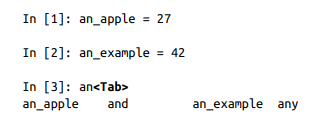 In [1]: an_apple = 27
In [2]: an_example = 42
In [3]: an<Tab>
an_apple and an_example any